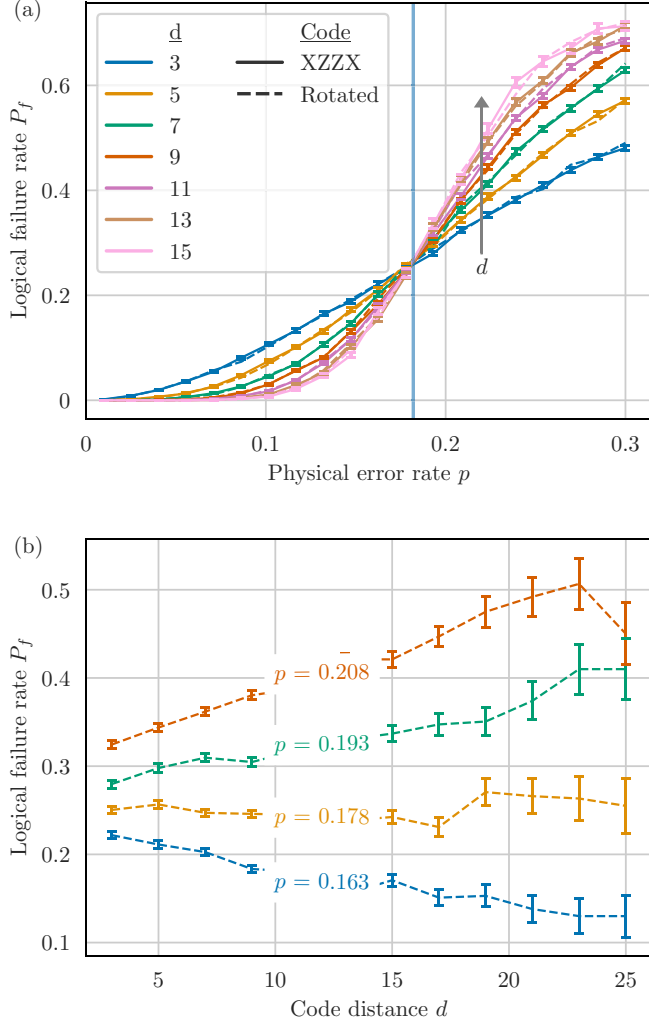 (a)
d
Code
3
XZZX
5
Rotated
7
9
11
13
15
d
Logical failure rate P_f
0.6
0.4
0.2
0
0
0.1
0.2
0.3
Physical error rate p
(b)
Logical failure rate P_f
0.5
0.4
0.3
0.2
0.1
p = 0.208
p = 0.193
p = 0.178
p = 0.163
5
10
15
20
25
Code distance d